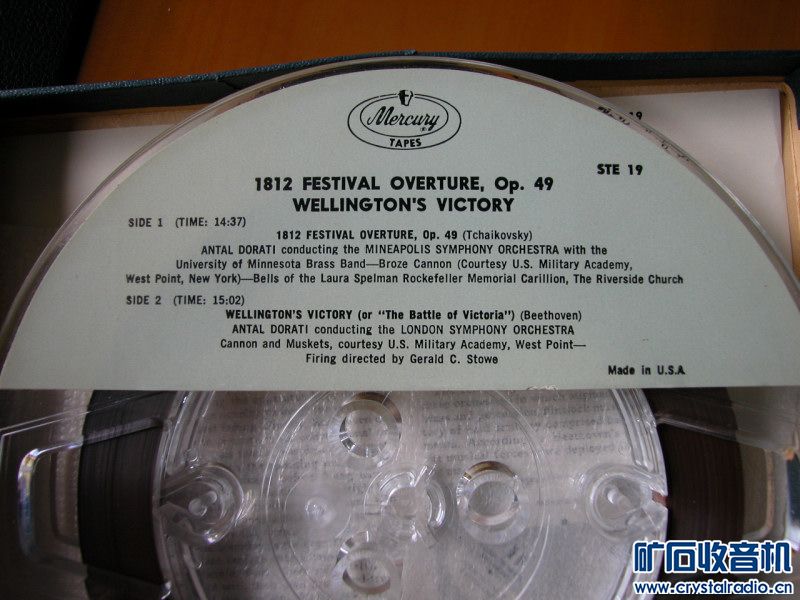 Mercury
TAPES
STE 19
1812 FESTIVAL OVERTURE, Op. 49
WELLINGTON'S VICTORY
SIDE 1 (TIME: 14:37)
1812 FESTIVAL OVERTURE, Op. 49 (Tchaikovsky)
ANTAL DORATI conducting the MINEAPOLIS SYMPHONY ORCHESTRA with the
University of Minnesota Brass Band—Broze Cannon (Courtesy U.S. Military Academy,
West Point, New York)—Bells of the Laura Spelman Rockefeller Memorial Carillion, The Riverside Church
SIDE 2 (TIME: 15:02)
WELLINGTON'S VICTORY (or "The Battle of Victoria") (Beethoven)
ANTAL DORATI conducting the LONDON SYMPHONY ORCHESTRA
Cannon and Muskets, courtesy U.S. Military Academy, West Point—
Firing directed by Gerald C. Stowe
Made in U.S.A
矿石收音机
www.crystalradio.cn